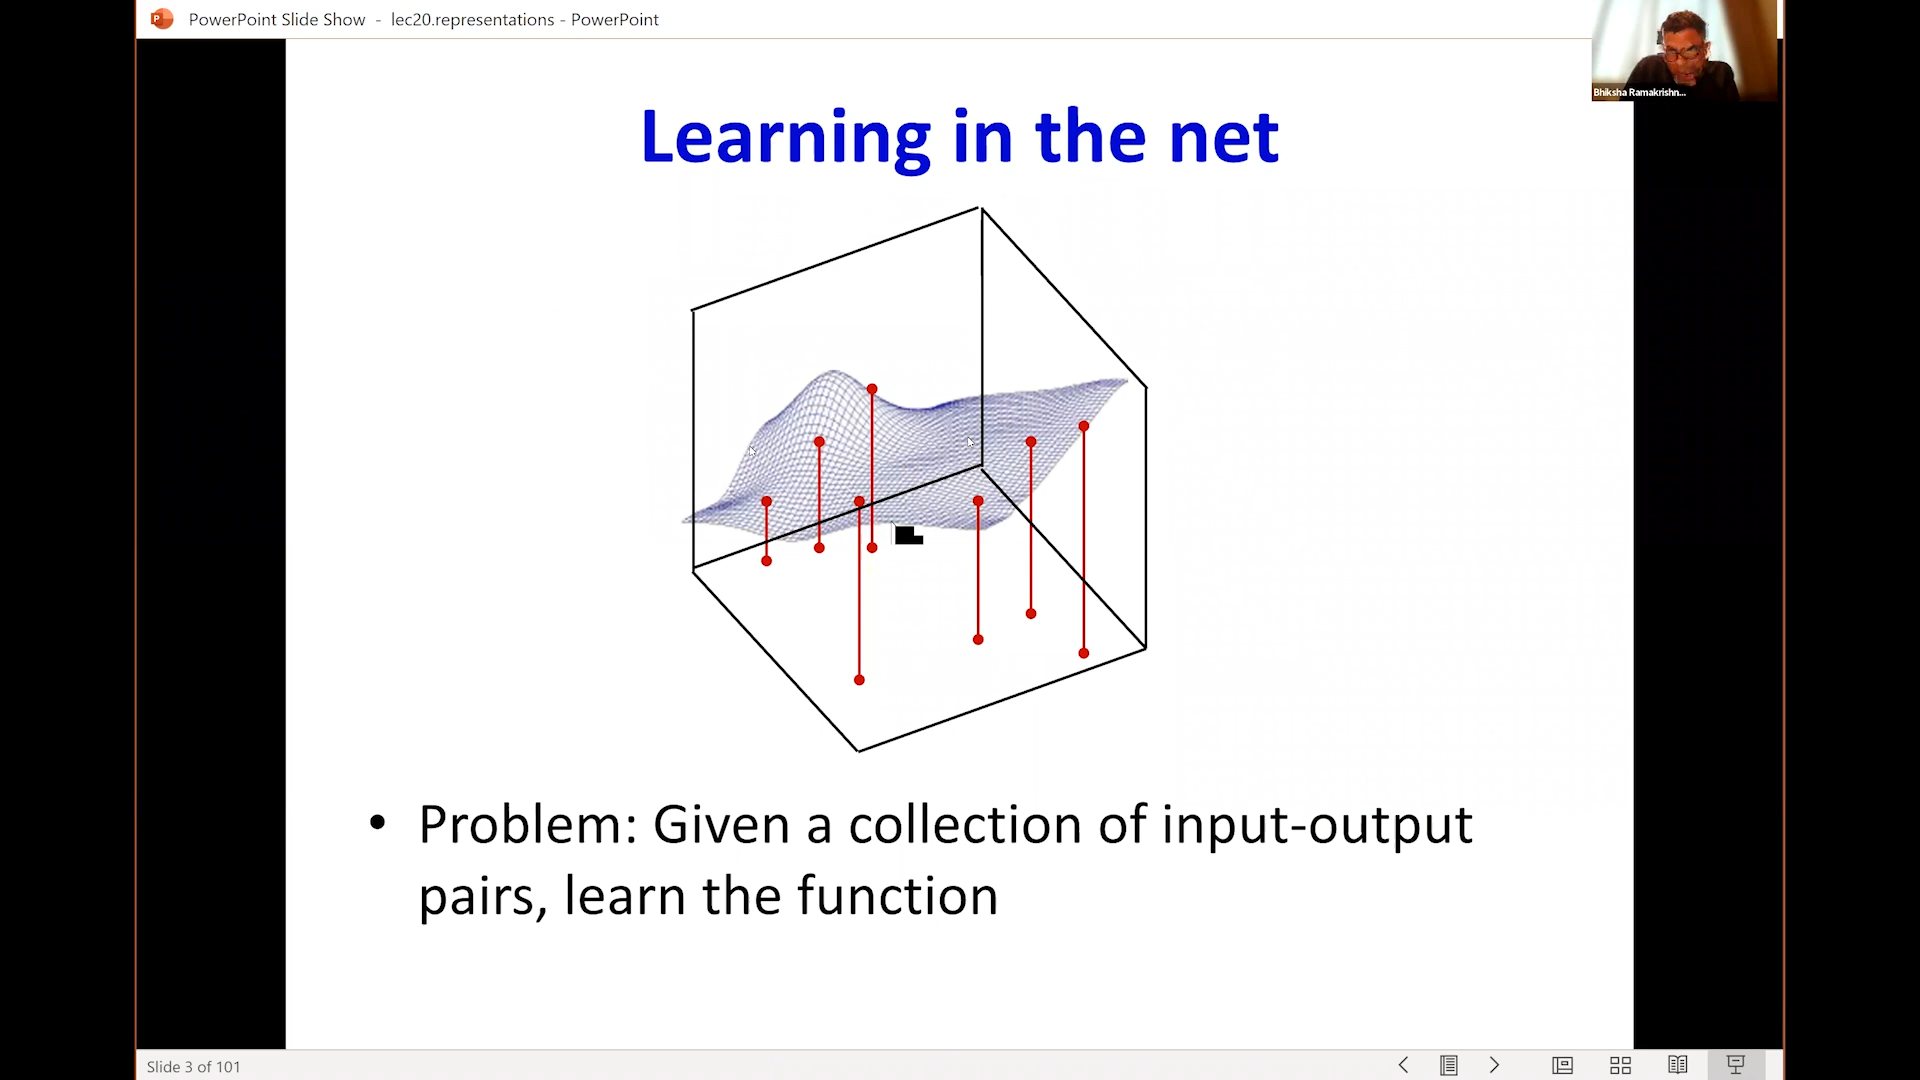 PowerPoint Slide Show - lec20.representations - PowerPoint
Bhiksha Ramakrishn...
Learning in the net
• Problem: Given a collection of input-output
pairs, learn the function
Slide 3 of 101